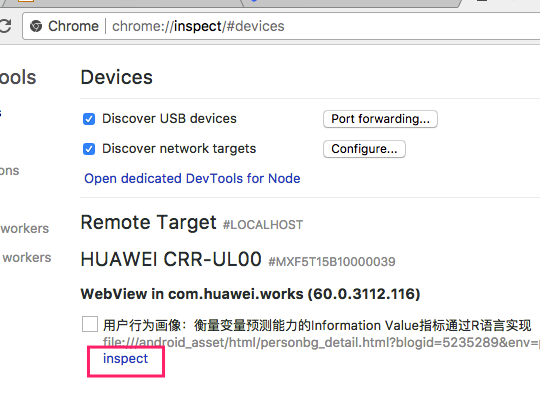 Chrome | chrome://inspect/#devices
ools
Devices
Discover USB devices Port forwarding...
Discover network targets Configure...
ons
Open dedicated DevTools for Node
workers
Remote Target #LOCALHOST
workers
HUAWEI CRR-UL00 #MXF5T15B10000039
WebView in com.huawei.works (60.0.3112.116)
用户行为画像：衡量变量预测能力的Information Value指标通过R语言实现
file:///android_asset/html/personbg_detail.html?blogid=5235289&env=p
inspect